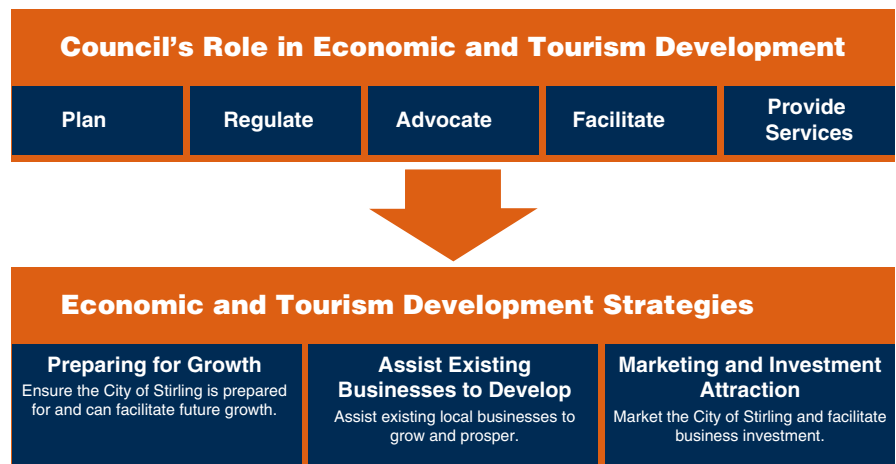 Council’s Role in Economic and Tourism Development
Plan
Regulate
Advocate
Facilitate
Provide
Services
Economic and Tourism Development Strategies
Preparing for Growth
Ensure the City of Stirling is prepared
for and can facilitate future growth.
Assist Existing
Businesses to Develop
Assist existing local businesses to
grow and prosper.
Marketing and Investment
Attraction
Market the City of Stirling and facilitate
business investment.